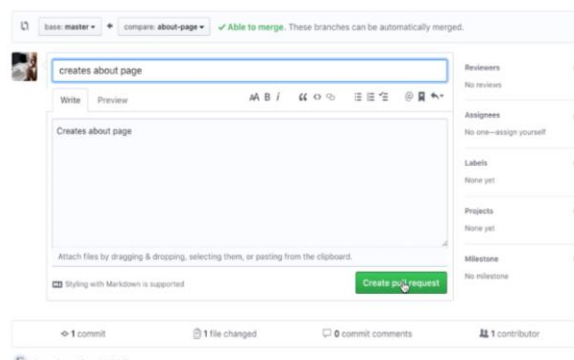 base: master compare: about-page Able to merge. These branches can be automatically merged.
creates about page
Write Preview AA B i
Creates about page
Attach files by dragging & dropping, selecting them, or pasting from the clipboard.
Styling with Markdown is supported
Create pull request
Reviewers
No reviews
Assignees
No one—assign yourself
Labels
None yet
Projects
None yet
Milestone
No milestone
1 commit 1 file changed 0 commit comments 1 contributor